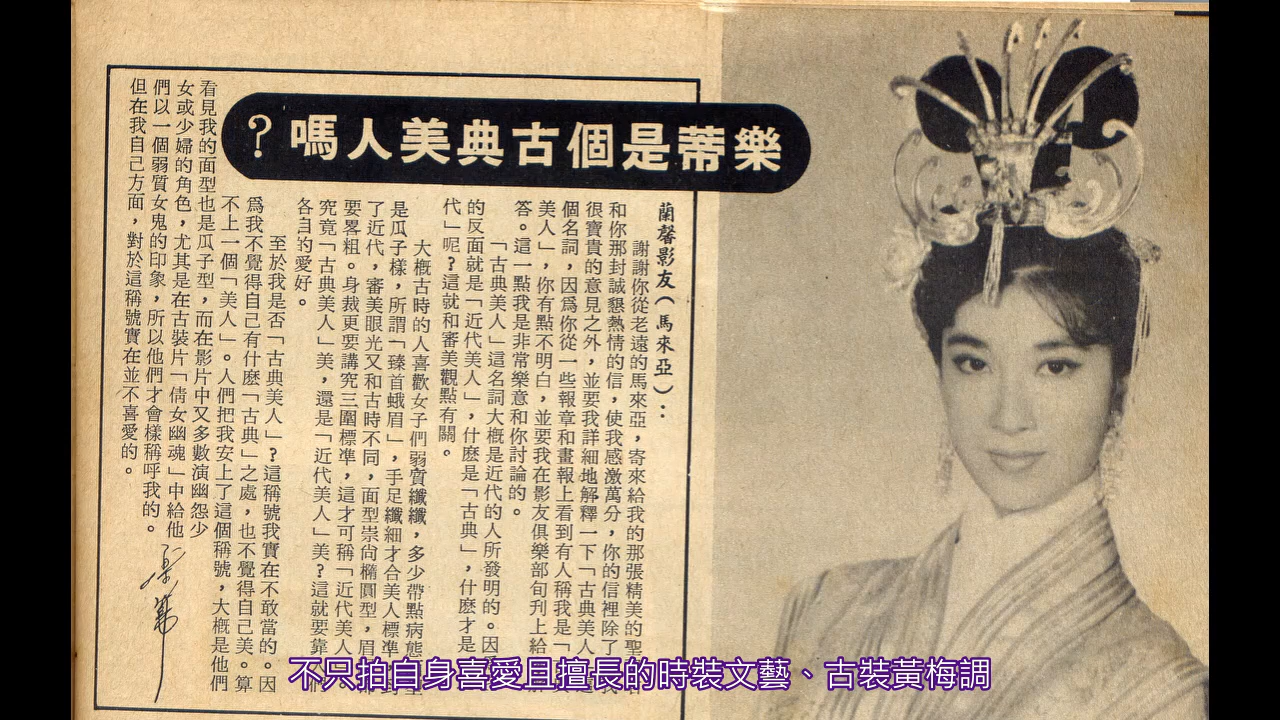 樂蒂是個古典美人嗎?
蘭馨影友(馬來亞):
謝謝你從老遠的馬來亞,寄來給我的那張精美的聖
和你那封誠懇熱情的信,使我感激萬分,你的信裡除了
很寶貴的意見之外,並要我詳細地解釋一下「古典美人
個名詞,因爲你從一些報章和畫報上看到有人稱我是「
美人」,你有點不明白,並要我在影友俱樂部旬刋上給
答。這一點我是非常樂意和你討論的。
「古典美人」這名詞大概是近代的人所發明的。因
的反面就是「近代美人」,什麽是「古典」,什麽才是
代」呢?這就和審美觀點有關。
大概古時的人喜歡女子們弱質纖纖,多少帶點病態
是瓜子樣,所謂「臻首蛾眉」,手足纖細才合美人標準
了近代,審美眼光又和古時不同,面型崇尙橢圓型,眉
要畧粗。身裁更要講究三圍標準,這才可稱「近代美人
究竟「古典美人」美,還是「近代美人」美?這就要靠
各自的愛好。
至於我是否「古典美人」?這稱號我實在不敢當的。因
爲我不覺得自己有什麽「古典」之處,也不覺得自己美。算
不上一個「美人」。人們把我安上了這個稱號,大概是他們
看見我的面型也是瓜子型,而在影片中又多數演幽怨少
女或少婦的角色,尤其是在古裝片「倩女幽魂」中給他
們以一個弱質女鬼的印象,所以他們才會樣稱呼我的。
但在我自己方面,對於這稱號實在並不喜愛的。
樂蒂
不只拍自身喜愛且擅長的時裝文藝、古裝黃梅調